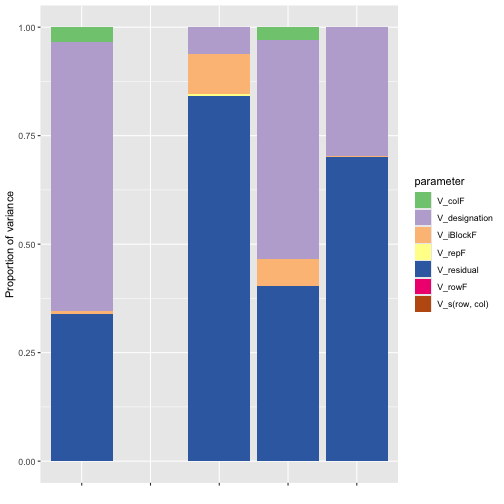 1.00
0.75
0.50
0.25
0.00
Proportion of variance
parameter
V_colF
V_designation
V_iBlockF
V_repF
V_residual
V_rowF
V_s(row, col)